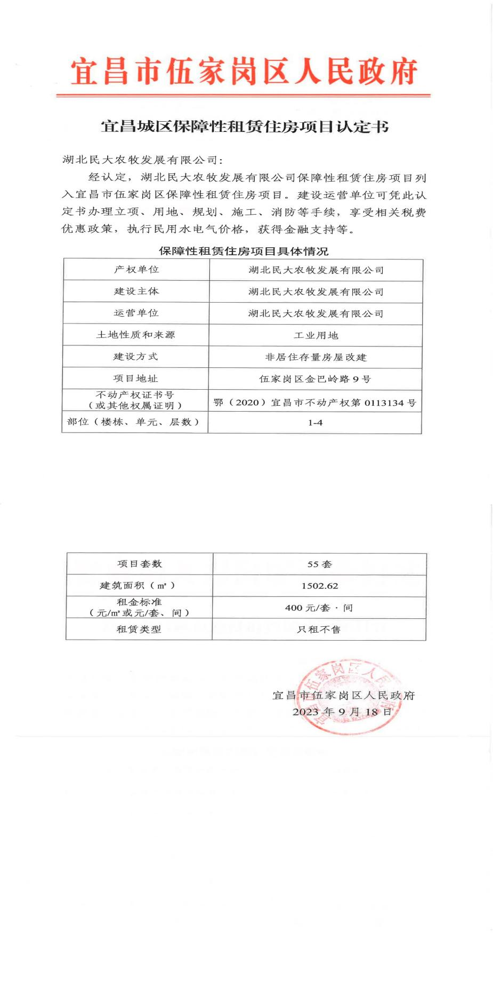 宜昌市伍家岗区人民政府
宜昌城区保障性租赁住房项目认定书
湖北民大农牧发展有限公司：
经认定，湖北民大农牧发展有限公司保障性租赁住房项目列
入宜昌市伍家岗区保障性租赁住房项目。建设运营单位可凭此认
定书办理立项、用地、规划、施工、消防等手续，享受相关税费
优惠政策，执行民用水电气价格，获得金融支持等。
保障性租赁住房项目具体情况
产权单位 湖北民大农牧发展有限公司
建设主体 湖北民大农牧发展有限公司
运营单位 湖北民大农牧发展有限公司
土地性质和来源 工业用地
建设方式 非居住存量房屋改建
项目地址 伍家岗区金巴岭路 9 号
不动产权证书号
（或其他权属证明） 鄂（2020）宜昌市不动产权第 0113134 号
部位（楼栋、单元、层数） 1-4
项目套数 55 套
建筑面积（㎡） 1502.62
租金标准
（元/㎡或元/套、间） 400 元/套·间
租赁类型 只租不售
宜昌市伍家岗区人民政府
宜昌市伍家岗区人民政府
2023 年 9 月 18 日